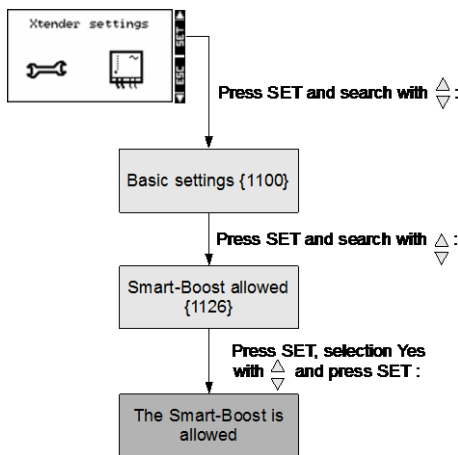 Xtender settings
SET
ESC
Press SET and search with :
Basic settings {1100}
Press SET and search with :
Smart-Boost allowed
{1126}
Press SET, selection Yes
with and press SET :
The Smart-Boost is
allowed